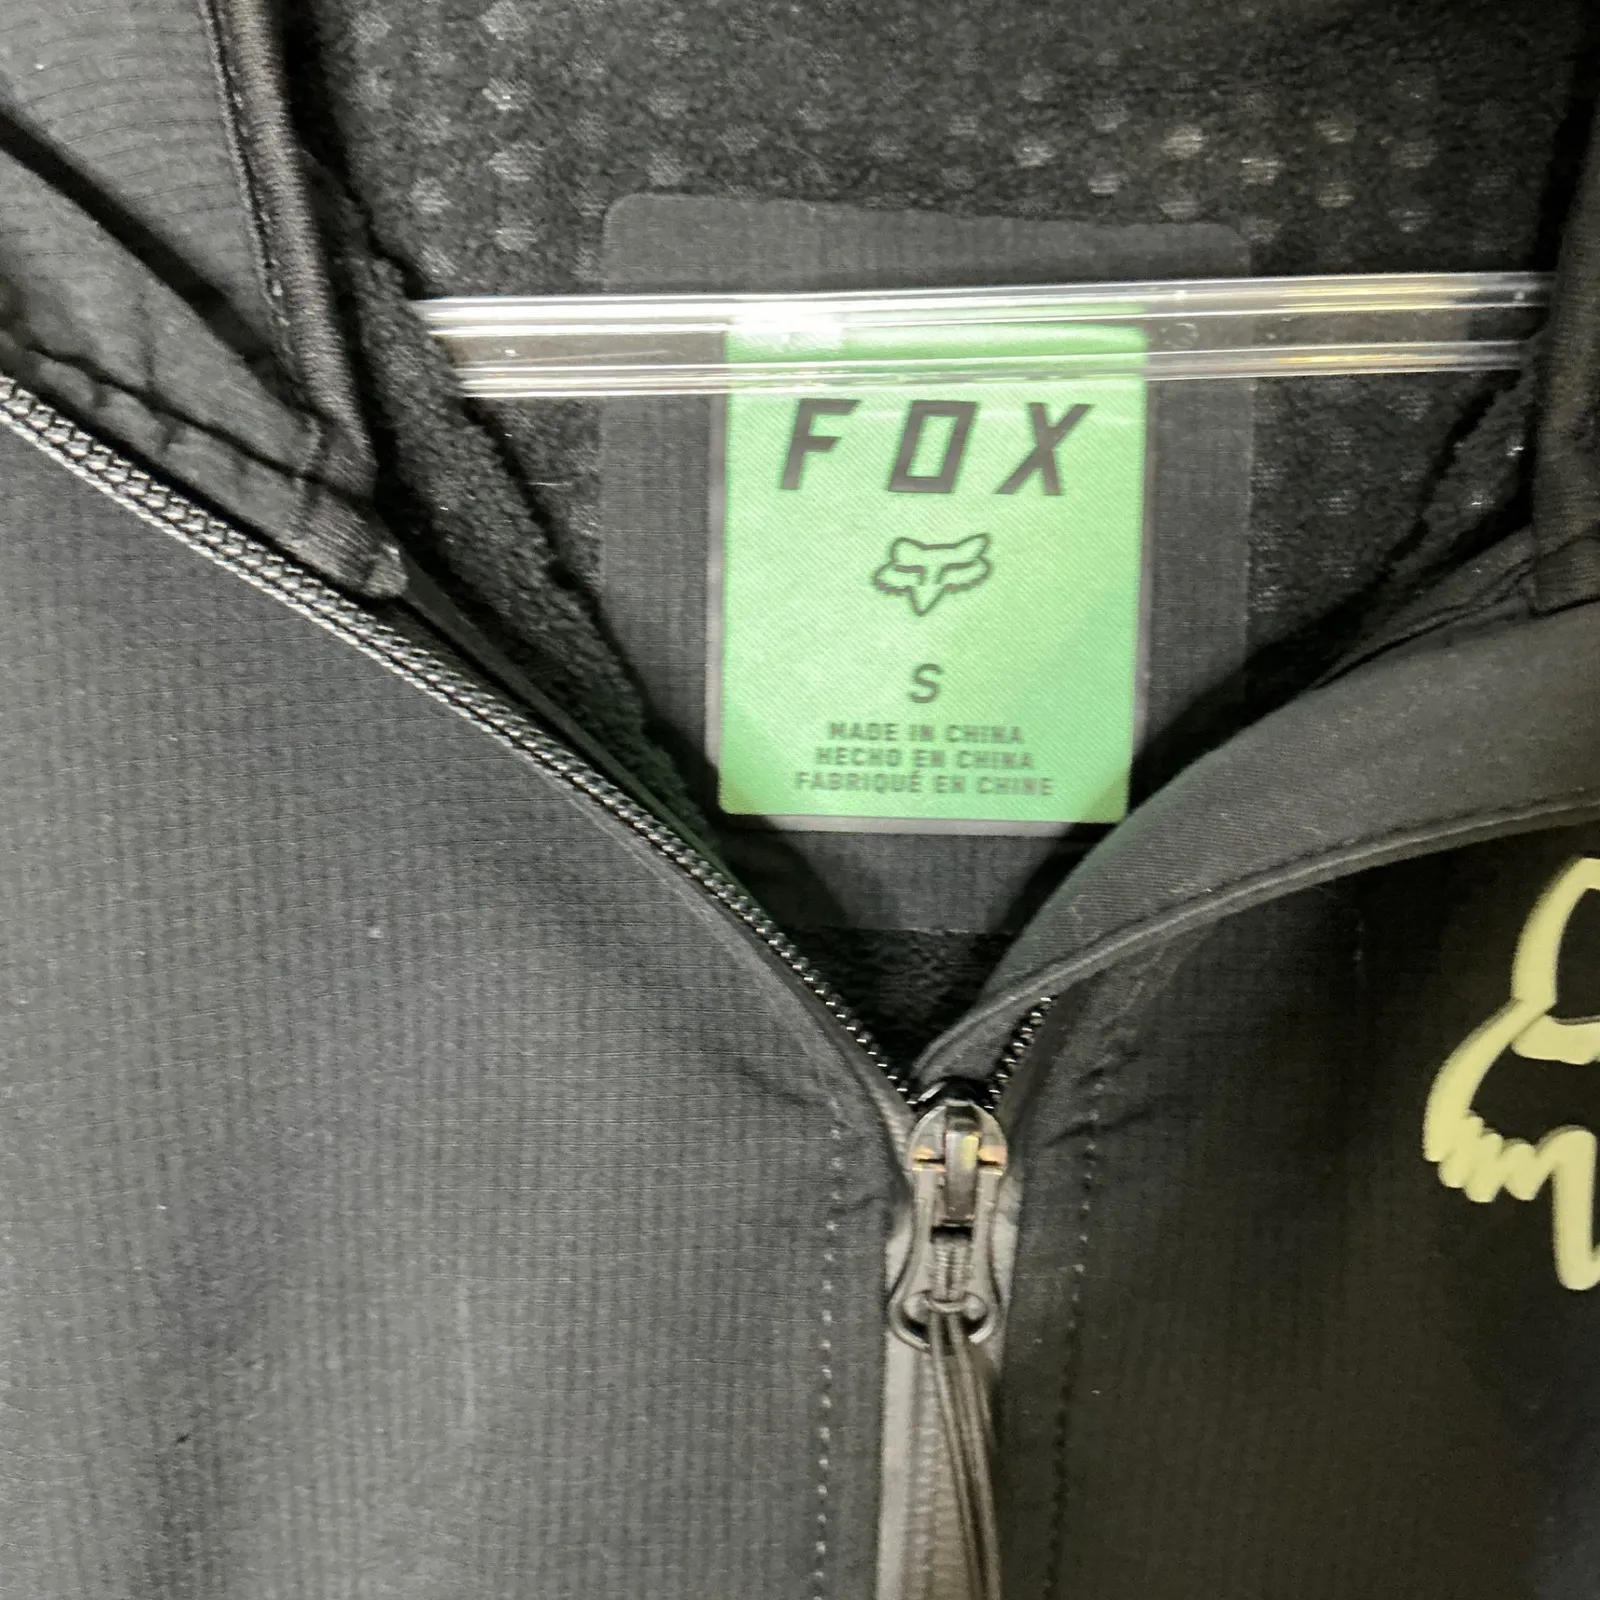 FOX
S
MADE IN CHINA
HECHO EN CHINA
FABRIQUÉ EN CHINE